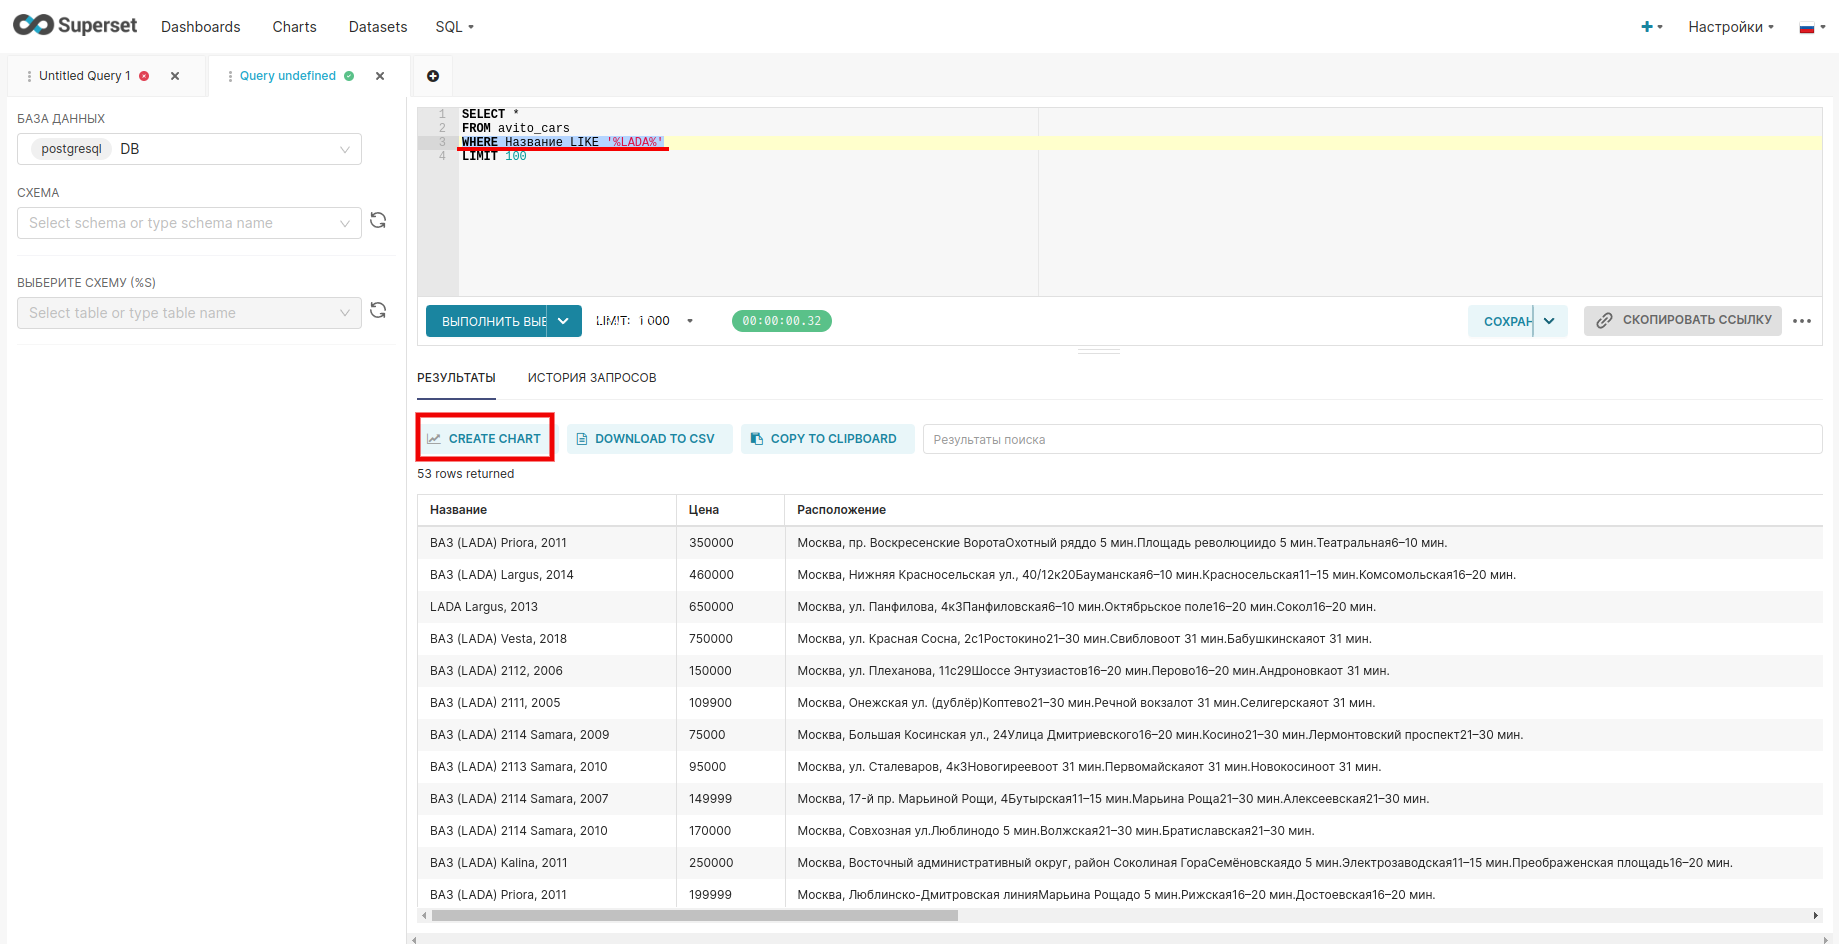 Superset Dashboards Charts Datasets SQL Настройки
Untitled Query 1 Query undefined
БАЗА ДАННЫХ
postgresql DB
СХЕМА
Select schema or type schema name
ВЫБЕРИТЕ СХЕМУ (%S)
Select table or type table name
1 SELECT *
2 FROM avito_cars
3 WHERE Название LIKE '%LADA%'
4 LIMIT 100
ВЫПОЛНИТЬ ВЫЕ LIMIT: 1 000 00:00:00.32 СОХРАН СКОПИРОВАТЬ ССЫЛКУ
РЕЗУЛЬТАТЫ ИСТОРИЯ ЗАПРОСОВ
CREATE CHART DOWNLOAD TO CSV COPY TO CLIPBOARD Результаты поиска
53 rows returned
Название Цена Расположение
ВАЗ (LADA) Priora, 2011 350000 Москва, пр. Воскресенские ВоротаОхотный ряддо 5 мин.Площадь революциидо 5 мин.Театральная6–10 мин.
ВАЗ (LADA) Largus, 2014 460000 Москва, Нижняя Красносельская ул., 40/12к20Бауманская6–10 мин.Красносельская11–15 мин.Комсомольская16–20 мин.
LADA Largus, 2013 650000 Москва, ул. Панфилова, 4к3Панфиловская6–10 мин.Октябрьское поле16–20 мин.Сокол16–20 мин.
ВАЗ (LADA) Vesta, 2018 750000 Москва, ул. Красная Сосна, 2с1Ростокино21–30 мин.Свибловоот 31 мин.Бабушкинскаяот 31 мин.
ВАЗ (LADA) 2112, 2006 150000 Москва, ул. Плеханова, 11с29Шоссе Энтузиастов16–20 мин.Перово16–20 мин.Андроновкаот 31 мин.
ВАЗ (LADA) 2111, 2005 109900 Москва, Онежская ул. (дублёр)Коптево21–30 мин.Речной вокзалот 31 мин.Селигерскаяот 31 мин.
ВАЗ (LADA) 2114 Samara, 2009 75000 Москва, Большая Косинская ул., 24Улица Дмитриевского16–20 мин.Косино21–30 мин.Лермонтовский проспект21–30 мин.
ВАЗ (LADA) 2113 Samara, 2010 95000 Москва, ул. Сталеваров, 4к3Новогиреевоот 31 мин.Первомайскаяот 31 мин.Новокосиноот 31 мин.
ВАЗ (LADA) 2114 Samara, 2007 149999 Москва, 17-й пр. Марьиной Рощи, 4Бутырская11–15 мин.Марьина Роща21–30 мин.Алексеевская21–30 мин.
ВАЗ (LADA) 2114 Samara, 2010 170000 Москва, Совхозная ул.Люблинодо 5 мин.Волжская21–30 мин.Братиславская21–30 мин.
ВАЗ (LADA) Kalina, 2011 250000 Москва, Восточный административный округ, район Соколиная ГораСемёновскаядо 5 мин.Электрозаводская11–15 мин.Преображенская площадь16–20 мин.
ВАЗ (LADA) Priora, 2011 199999 Москва, Люблинско-Дмитровская линияМарьина Рощадо 5 мин.Рижская16–20 мин.Достоевская16–20 мин.